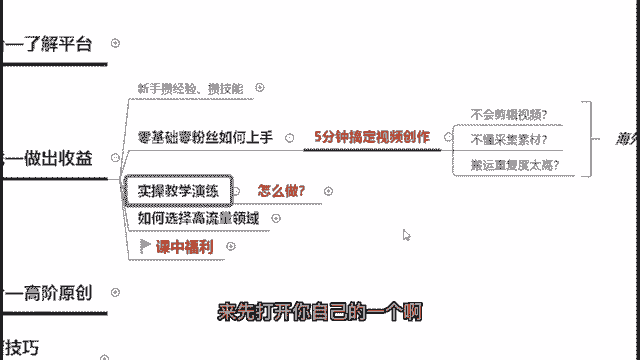 了解平台
新手攒经验、攒技能
零基础零粉丝如何上手
5分钟搞定视频创作
不会剪辑视频?
不懂采集素材?
搬运重复度太高?
海外
做出收益
实操教学演练
怎么做?
如何选择高流量领域
课中福利
高阶原创
技巧
来先打开你自己的一个啊